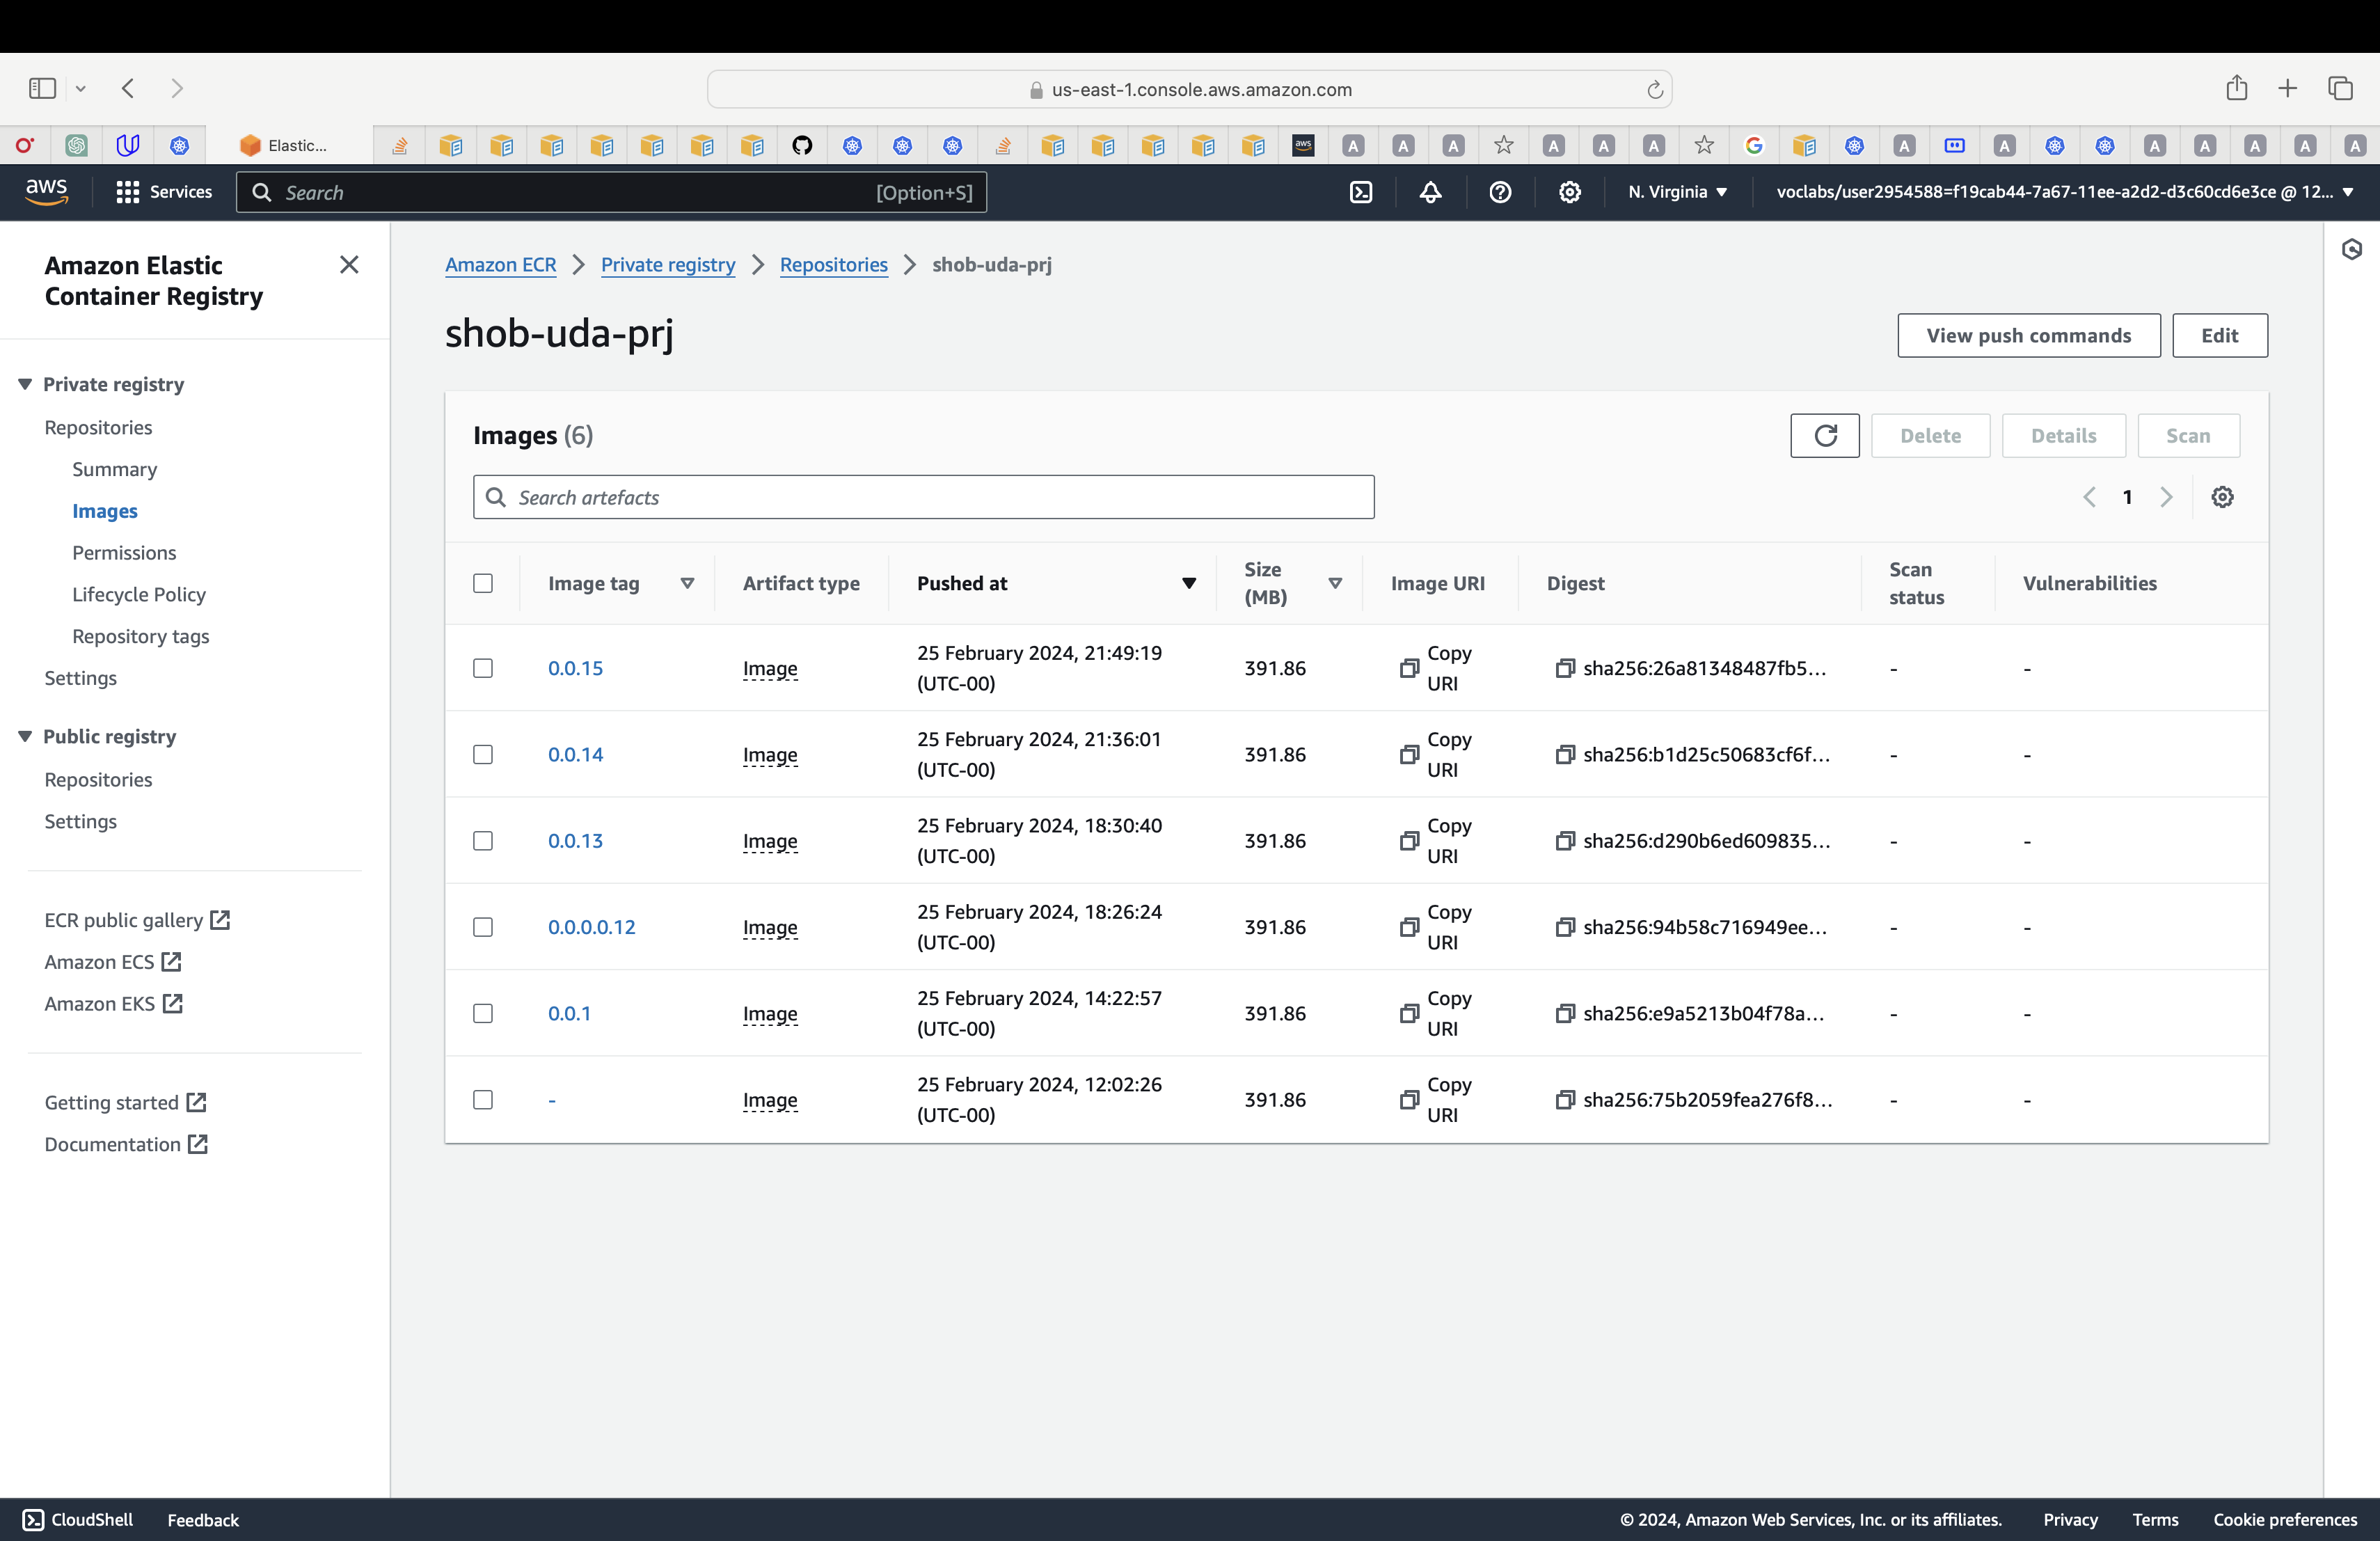 us-east-1.console.aws.amazon.com
Elastic...
aws
A
A
A
A
A
A
G
A
A
A
A
A
A
A
aws
Services
Search
[Option+S]
N. Virginia
voclabs/user2954588=f19cab44-7a67-11ee-a2d2-d3c60cd6e3ce @ 12...
Amazon Elastic
Container Registry
Private registry
Repositories
Summary
Images
Permissions
Lifecycle Policy
Repository tags
Settings
Public registry
Repositories
Settings
ECR public gallery
Amazon ECS
Amazon EKS
Getting started
Documentation
Amazon ECR
Private registry
Repositories
shob-uda-prj
shob-uda-prj
View push commands
Edit
Images (6)
Delete
Details
Scan
Search artefacts
1
Image tag
Artifact type
Pushed at
Size
(MB)
Image URI
Digest
Scan
status
Vulnerabilities
0.0.15
Image
25 February 2024, 21:49:19
(UTC-00)
391.86
Copy
URI
sha256:26a81348487fb5...
-
-
0.0.14
Image
25 February 2024, 21:36:01
(UTC-00)
391.86
Copy
URI
sha256:b1d25c50683cf6f...
-
-
0.0.13
Image
25 February 2024, 18:30:40
(UTC-00)
391.86
Copy
URI
sha256:d290b6ed609835...
-
-
0.0.0.0.12
Image
25 February 2024, 18:26:24
(UTC-00)
391.86
Copy
URI
sha256:94b58c716949ee...
-
-
0.0.1
Image
25 February 2024, 14:22:57
(UTC-00)
391.86
Copy
URI
sha256:e9a5213b04f78a...
-
-
-
Image
25 February 2024, 12:02:26
(UTC-00)
391.86
Copy
URI
sha256:75b2059fea276f8...
-
-
CloudShell
Feedback
© 2024, Amazon Web Services, Inc. or its affiliates.
Privacy
Terms
Cookie preferences